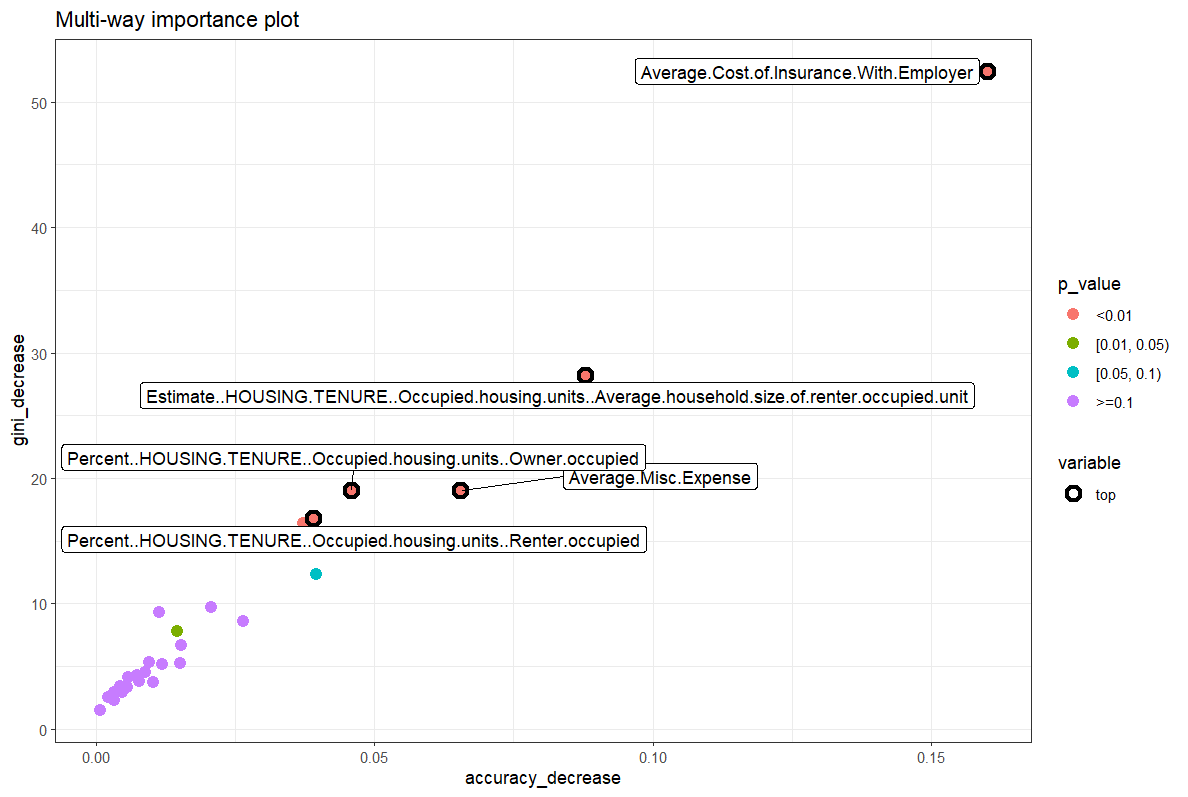 Multi-way importance plot
Average.Cost.of.Insurance.With.Employer
Estimate..HOUSING.TENURE..Occupied.housing.units..Average.household.size.of.renter.occupied.unit
Percent..HOUSING.TENURE..Occupied.housing.units..Owner.occupied
Average.Misc.Expense
Percent..HOUSING.TENURE..Occupied.housing.units..Renter.occupied
gini_decrease
50
40
30
20
10
0
0.00
0.05
0.10
0.15
accuracy_decrease
p_value
<0.01
[0.01, 0.05)
[0.05, 0.1)
>=0.1
variable
top